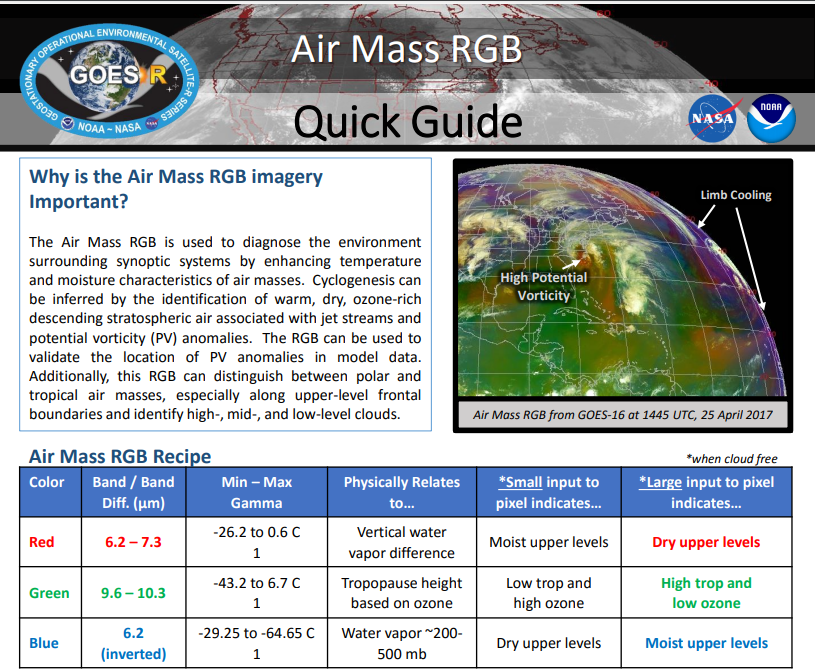 GEOSTATIONARY OPERATIONAL ENVIRONMENTAL SATELLITE R SERIES
GOES R
NOAA ~ NASA
Air Mass RGB
Quick Guide
NASA
NOAA
Why is the Air Mass RGB imagery
Important?
The Air Mass RGB is used to diagnose the environment
surrounding synoptic systems by enhancing temperature
and moisture characteristics of air masses. Cyclogenesis can
be inferred by the identification of warm, dry, ozone-rich
descending stratospheric air associated with jet streams and
potential vorticity (PV) anomalies. The RGB can be used to
validate the location of PV anomalies in model data.
Additionally, this RGB can distinguish between polar and
tropical air masses, especially along upper-level frontal
boundaries and identify high-, mid-, and low-level clouds.
Limb Cooling
High Potential
Vorticity
Air Mass RGB from GOES-16 at 1445 UTC, 25 April 2017
Air Mass RGB Recipe
*when cloud free
Color
Band / Band
Diff. (µm)
Min – Max
Gamma
Physically Relates
to…
*Small input to
pixel indicates…
*Large input to pixel
indicates…
Red
6.2 – 7.3
-26.2 to 0.6 C
1
Vertical water
vapor difference
Moist upper levels
Dry upper levels
Green
9.6 – 10.3
-43.2 to 6.7 C
1
Tropopause height
based on ozone
Low trop and
high ozone
High trop and
low ozone
Blue
6.2
(inverted)
-29.25 to -64.65 C
1
Water vapor ~200-
500 mb
Dry upper levels
Moist upper levels